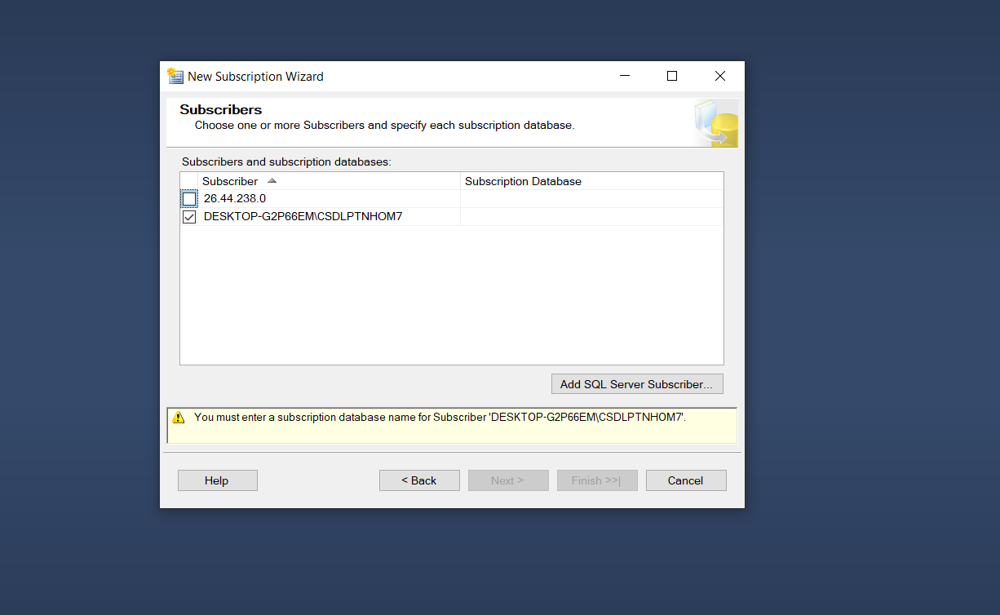 New Subscription Wizard
Subscribers
Choose one or more Subscribers and specify each subscription database.
Subscribers and subscription databases:
Subscriber Subscription Database
26.44.238.0
DESKTOP-G2P66EM\CSDLPTNHOM7
Add SQL Server Subscriber...
You must enter a subscription database name for Subscriber 'DESKTOP-G2P66EM\CSDLPTNHOM7'.
Help < Back Next > Finish >>| Cancel